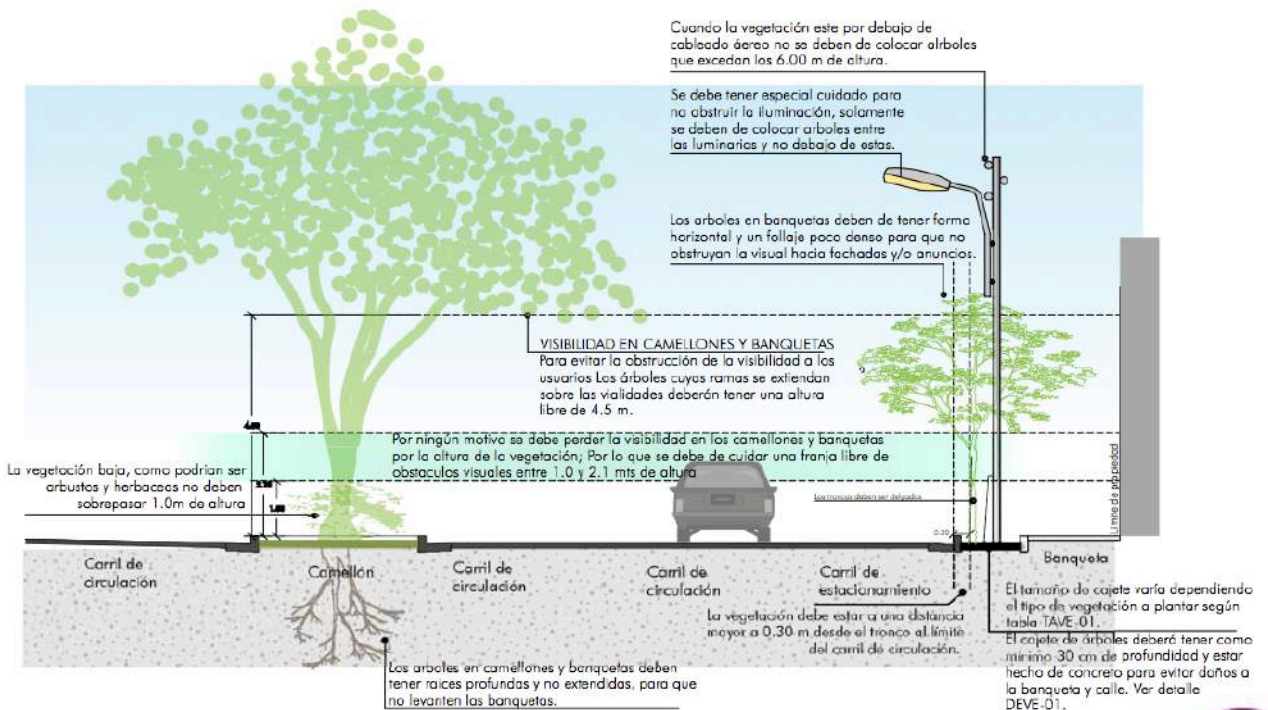 Cuando la vegetación este por debajo de
cableado áereo no se deben de colocar alrboles
que excedan los 6.00 m de altura.
Se debe tener especial cuidado para
no obstruir la iluminación, solamente
se deben de colocar arboles entre
las luminarias y no debajo de estas.
Los arboles en banquetas deben de tener forma
horizontal y un follaje poco denso para que no
obstruyan la visual hacia fachadas y/o anuncios.
VISIBILIDAD EN CAMELLONES Y BANQUETAS
Para evitar la obstrucción de la visibilidad a los
usuarios Los árboles cuyas ramas se extiendan
sobre las vialidades deberán tener una altura
libre de 4.5 m.
Por ningún motivo se debe perder la visibilidad en los camellones y banquetas
por la altura de la vegetación; Por lo que se debe de cuidar una franja libre de
obstaculos visuales entre 1.0 y 2.1 mts de altura
La vegetación baja, como podrian ser
arbustos y herbaceas no deben
sobrepasar 1.0m de altura
Los troncos deben ser delgados
0.30
Límite de propiedad
Carril de
circulación
Camellón
Carril de
circulación
Carril de
circulación
Carril de
estacionamiento
Banqueta
La vegetación debe estar a una distancia
mayor a 0.30 m desde el tronco al límite
del carril de circulación.
El tamaño de cajete varía dependiendo
el tipo de vegetación a plantar según
tabla TAVE-01.
El cajete de árboles deberá tener como
minimo 30 cm de profundidad y estar
hecho de concreto para evitar daños a
la banqueta y calle. Ver detalle
DEVE-01.
Los arboles en camellones y banquetas deben
tener raices profundas y no extendidas, para que
no levanten las banquetas.